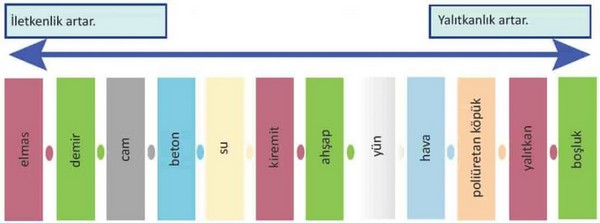 İletkenlik artar.
Yalıtkanlık artar.
elmas
demir
cam
beton
su
kiremit
ahşap
yün
hava
poliüretan köpük
yalıtkan
boşluk